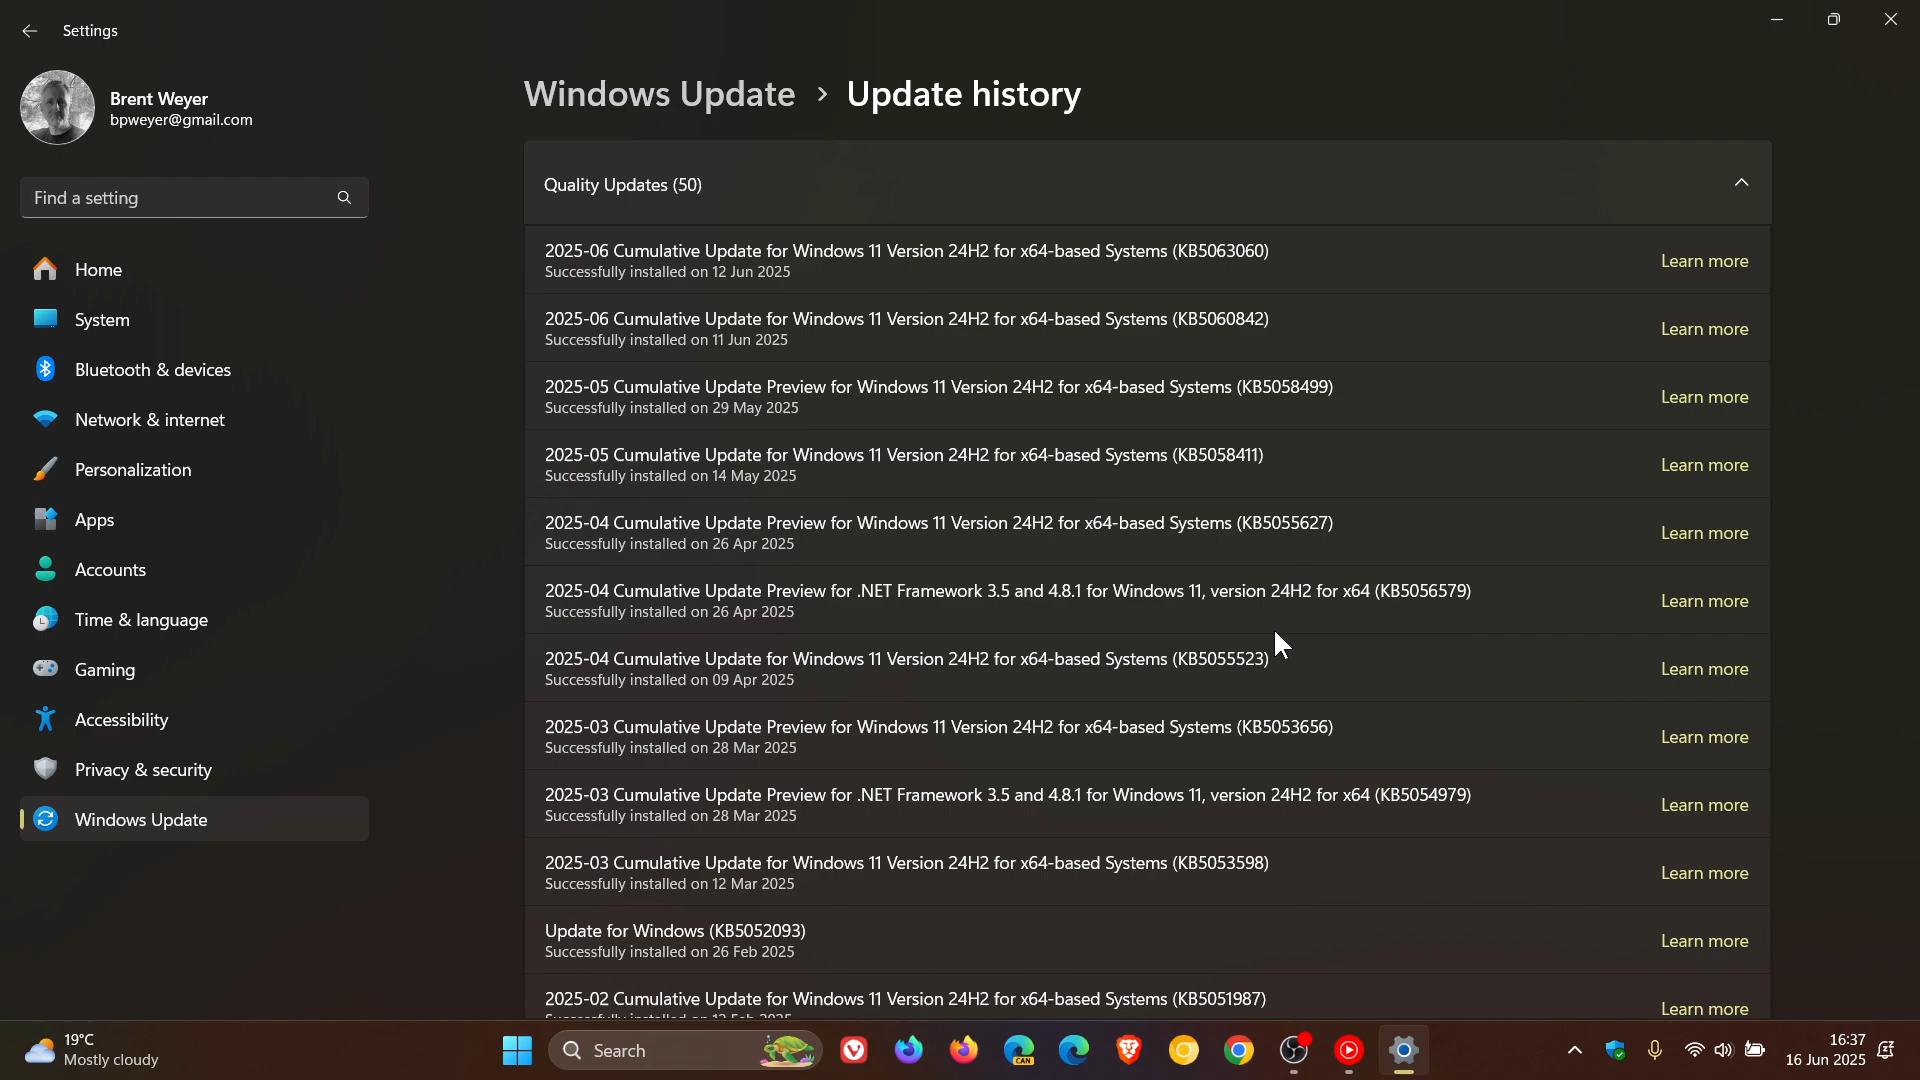 Settings
Brent Weyer
bpweyer@gmail.com
Find a setting
Home
System
Bluetooth & devices
Network & internet
Personalization
Apps
Accounts
Time & language
Gaming
Accessibility
Privacy & security
Windows Update
Windows Update > Update history
Quality Updates (50)
2025-06 Cumulative Update for Windows 11 Version 24H2 for x64-based Systems (KB5063060)
Successfully installed on 12 Jun 2025
Learn more
2025-06 Cumulative Update for Windows 11 Version 24H2 for x64-based Systems (KB5060842)
Successfully installed on 11 Jun 2025
Learn more
2025-05 Cumulative Update Preview for Windows 11 Version 24H2 for x64-based Systems (KB5058499)
Successfully installed on 29 May 2025
Learn more
2025-05 Cumulative Update for Windows 11 Version 24H2 for x64-based Systems (KB5058411)
Successfully installed on 14 May 2025
Learn more
2025-04 Cumulative Update Preview for Windows 11 Version 24H2 for x64-based Systems (KB5055627)
Successfully installed on 26 Apr 2025
Learn more
2025-04 Cumulative Update Preview for .NET Framework 3.5 and 4.8.1 for Windows 11, version 24H2 for x64 (KB5056579)
Successfully installed on 26 Apr 2025
Learn more
2025-04 Cumulative Update for Windows 11 Version 24H2 for x64-based Systems (KB5055523)
Successfully installed on 09 Apr 2025
Learn more
2025-03 Cumulative Update Preview for Windows 11 Version 24H2 for x64-based Systems (KB5053656)
Successfully installed on 28 Mar 2025
Learn more
2025-03 Cumulative Update Preview for .NET Framework 3.5 and 4.8.1 for Windows 11, version 24H2 for x64 (KB5054979)
Successfully installed on 28 Mar 2025
Learn more
2025-03 Cumulative Update for Windows 11 Version 24H2 for x64-based Systems (KB5053598)
Successfully installed on 12 Mar 2025
Learn more
Update for Windows (KB5052093)
Successfully installed on 26 Feb 2025
Learn more
2025-02 Cumulative Update for Windows 11 Version 24H2 for x64-based Systems (KB5051987)
Learn more
19°C
Mostly cloudy
Search
CAN
16:37
16 Jun 2025